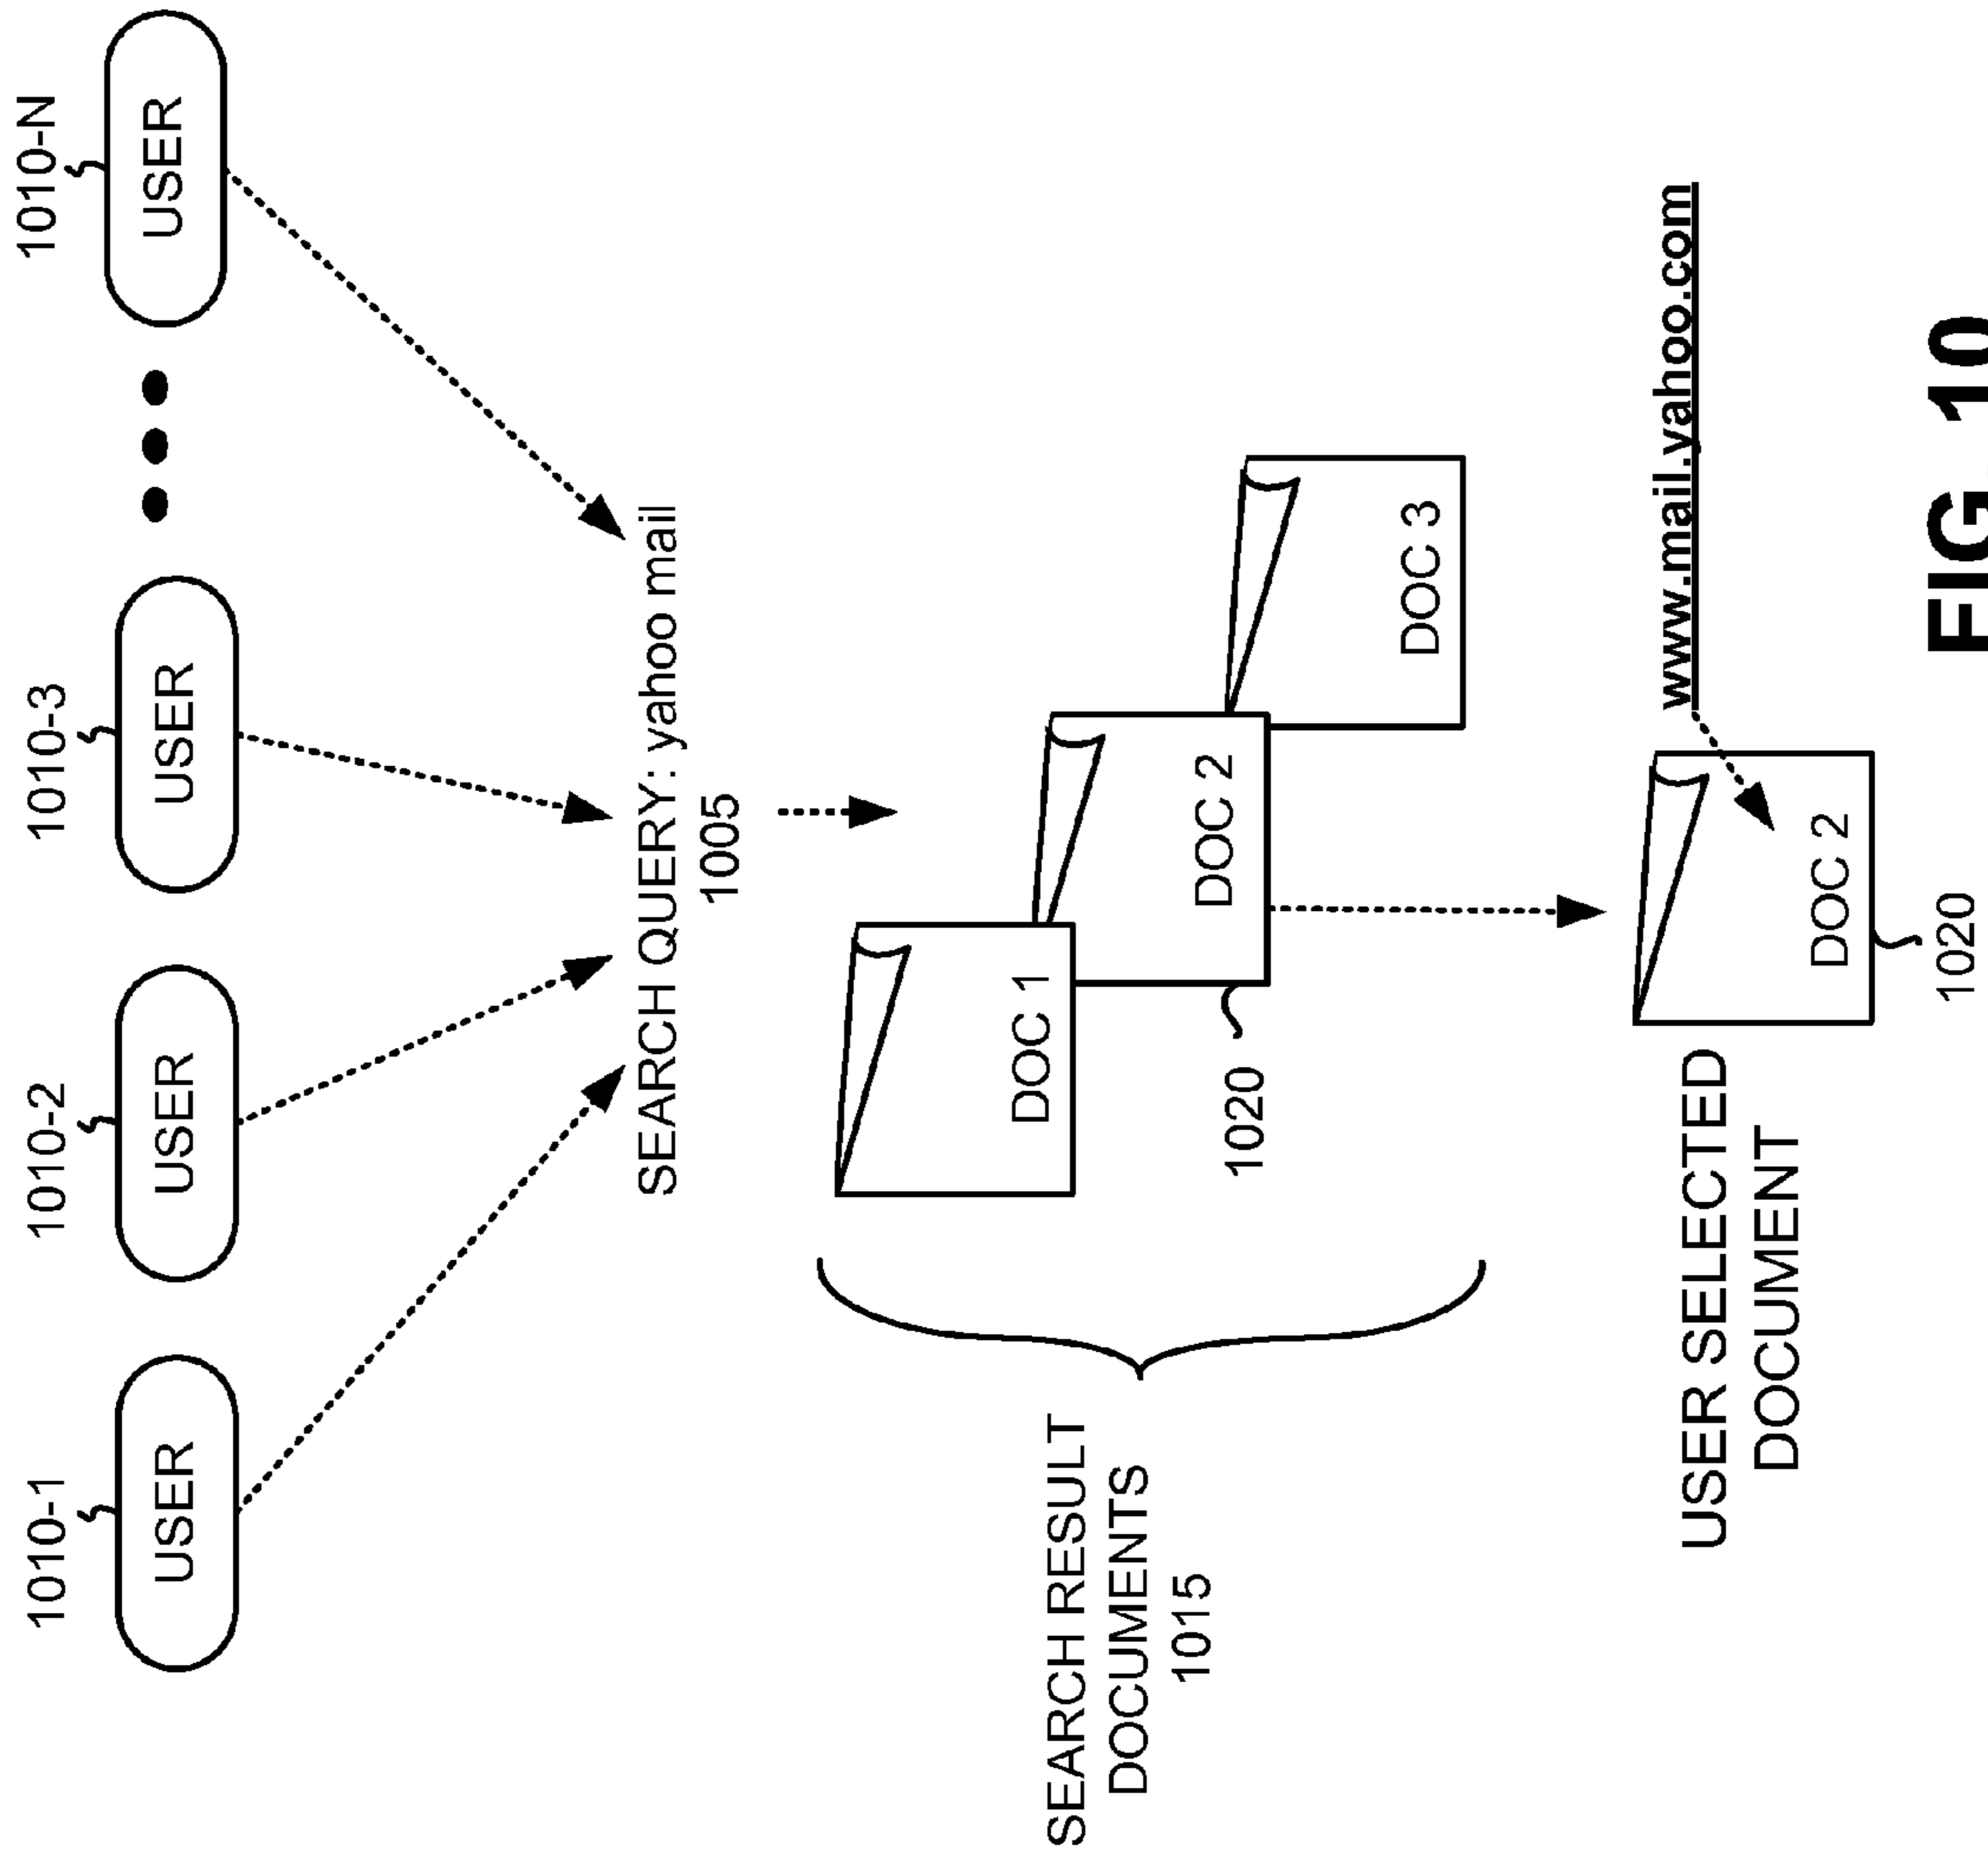 1010-1
1010-2
1010-3
1010-N
USER
USER
USER
USER
SEARCH QUERY: yahoo mail
1005
SEARCH RESULT
DOCUMENTS
1015
DOC 1
DOC 2
DOC 3
1020
USER SELECTED
DOCUMENT
DOC 2
1020
www.mail.yahoo.com
FIG. 10